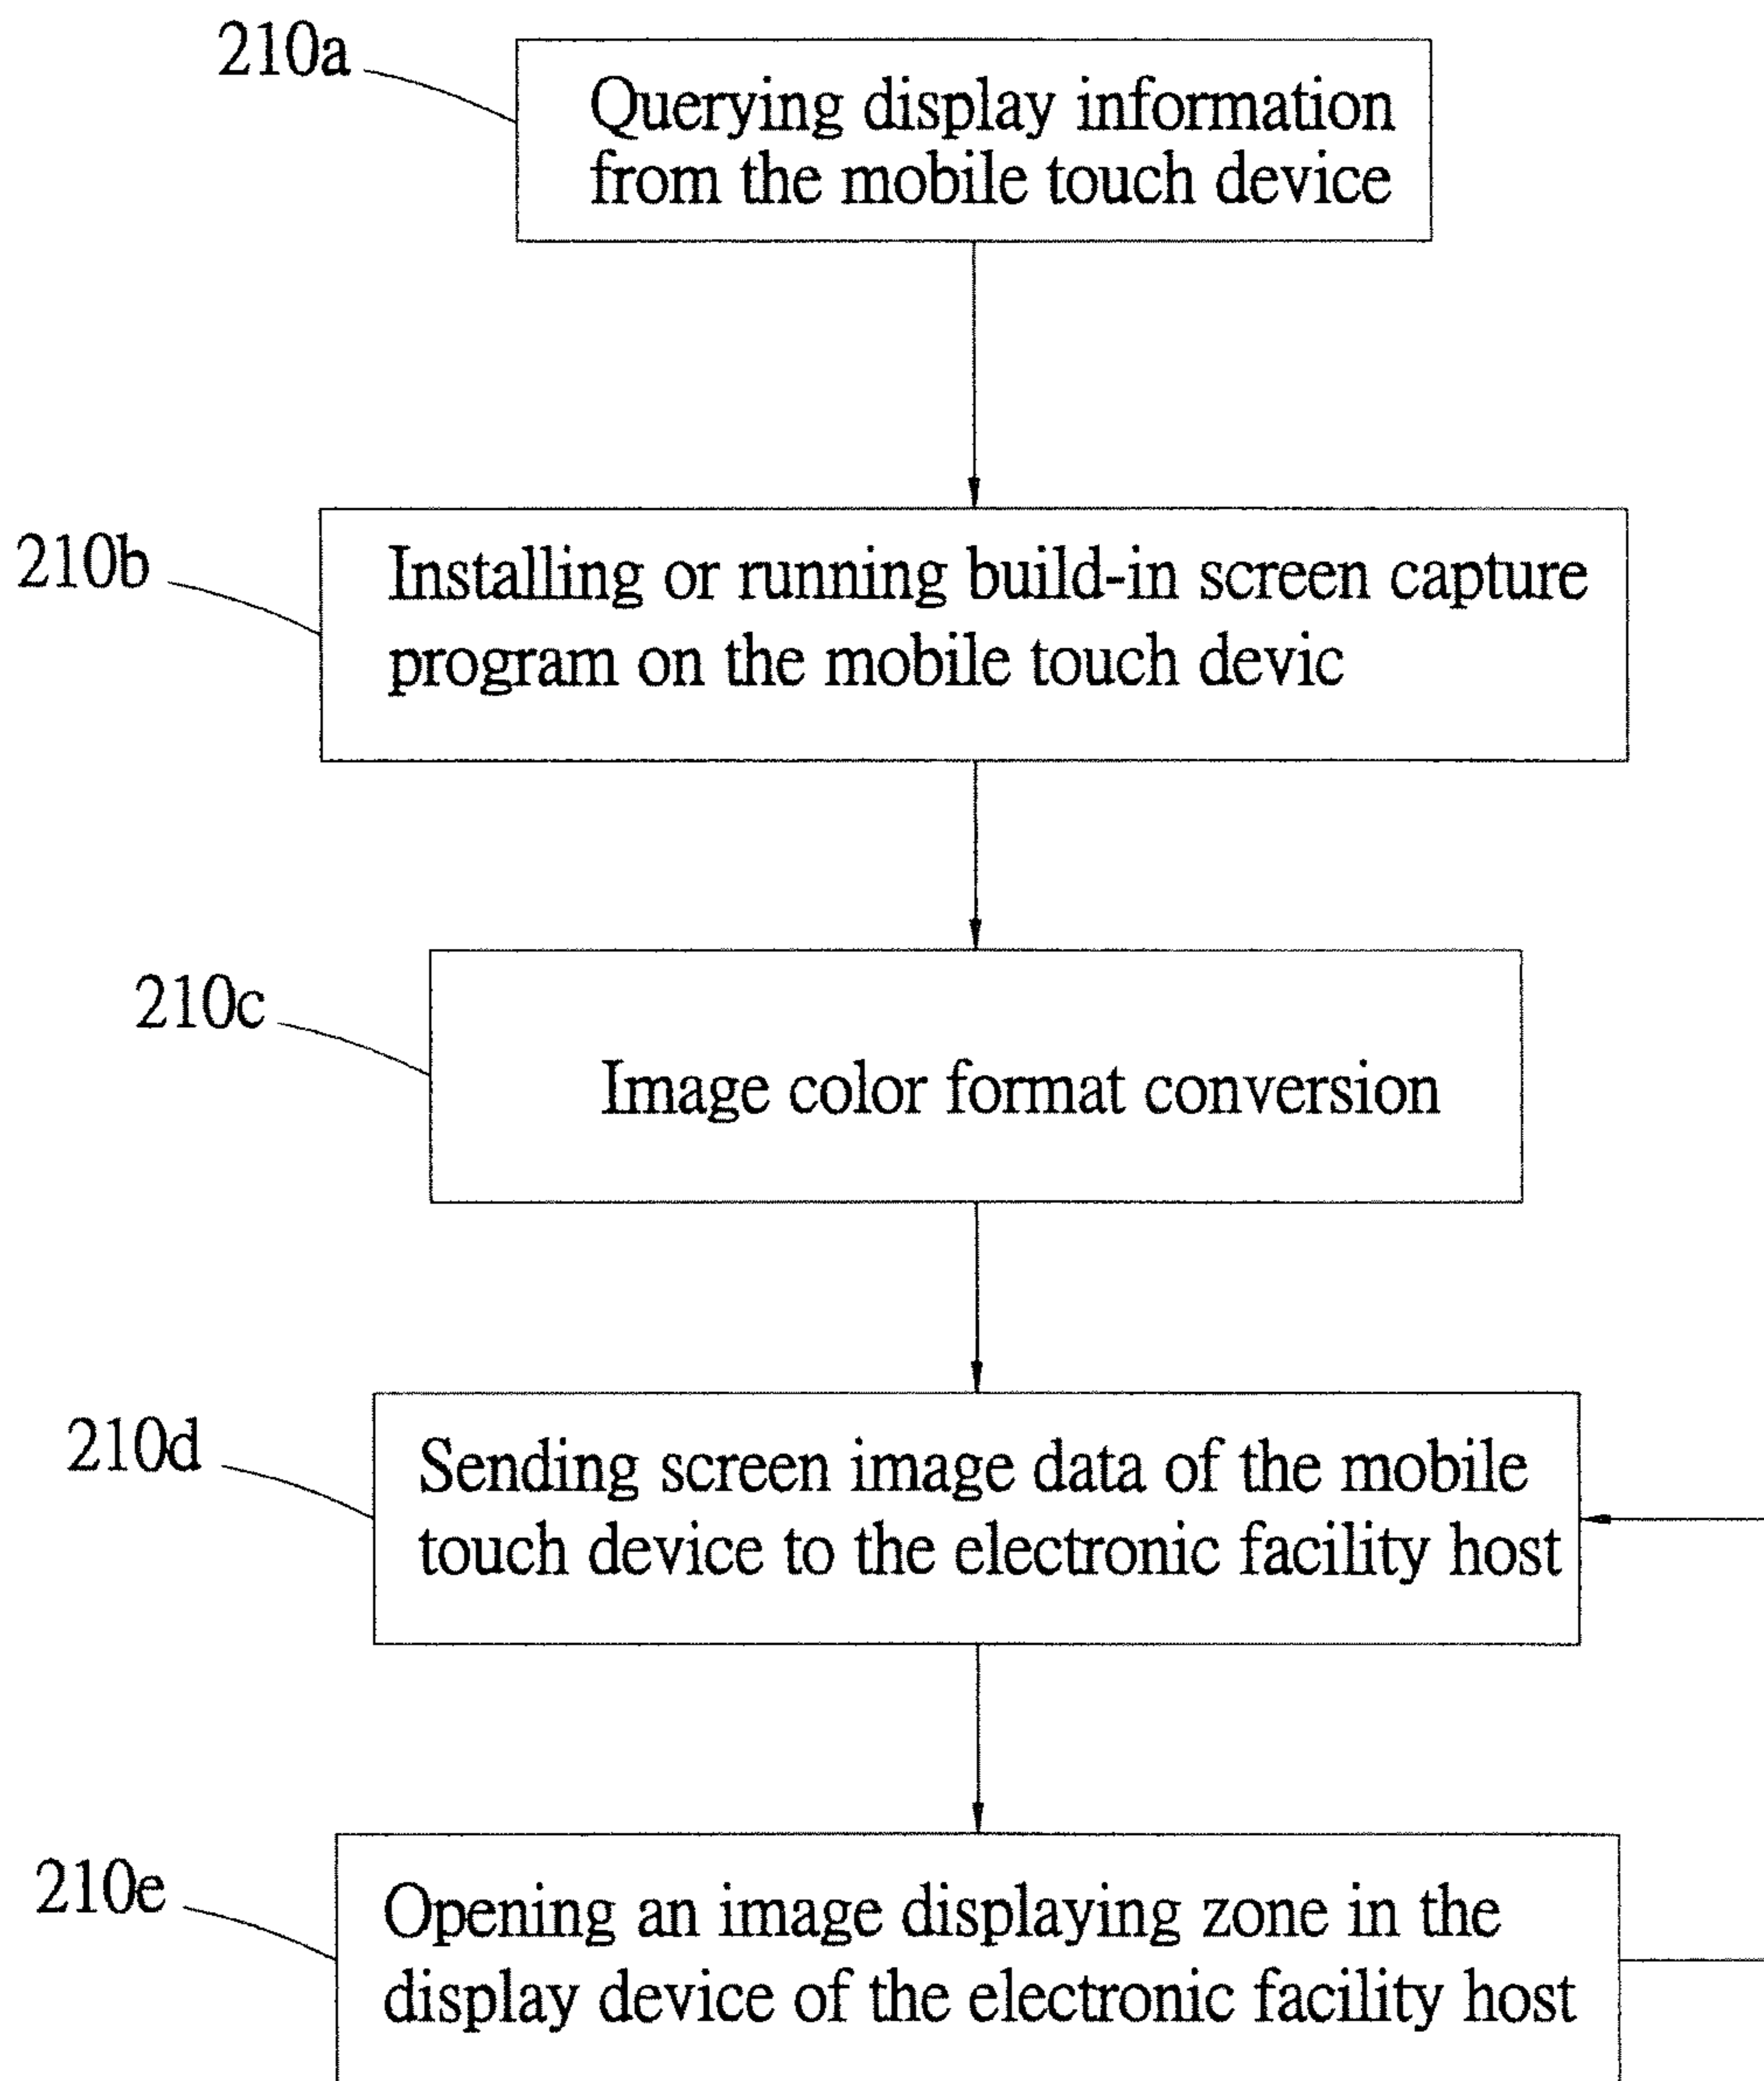 210a
Querying display information
from the mobile touch device
210b
Installing or running build-in screen capture
program on the mobile touch devic
210c
Image color format conversion
210d
Sending screen image data of the mobile
touch device to the electronic facility host
210e
Opening an image displaying zone in the
display device of the electronic facility host